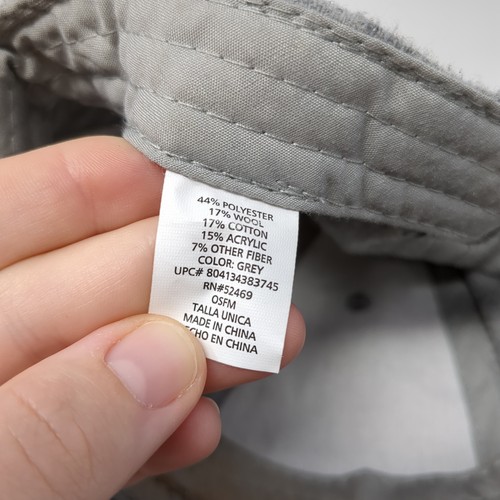 44% POLYESTER
17% WOOL
17% COTTON
15% ACRYLIC
7% OTHER FIBER
COLOR: GREY
UPC# 804134383745
RN#52469
OSFM
TALLA UNICA
MADE IN CHINA
ECHO EN CHINA